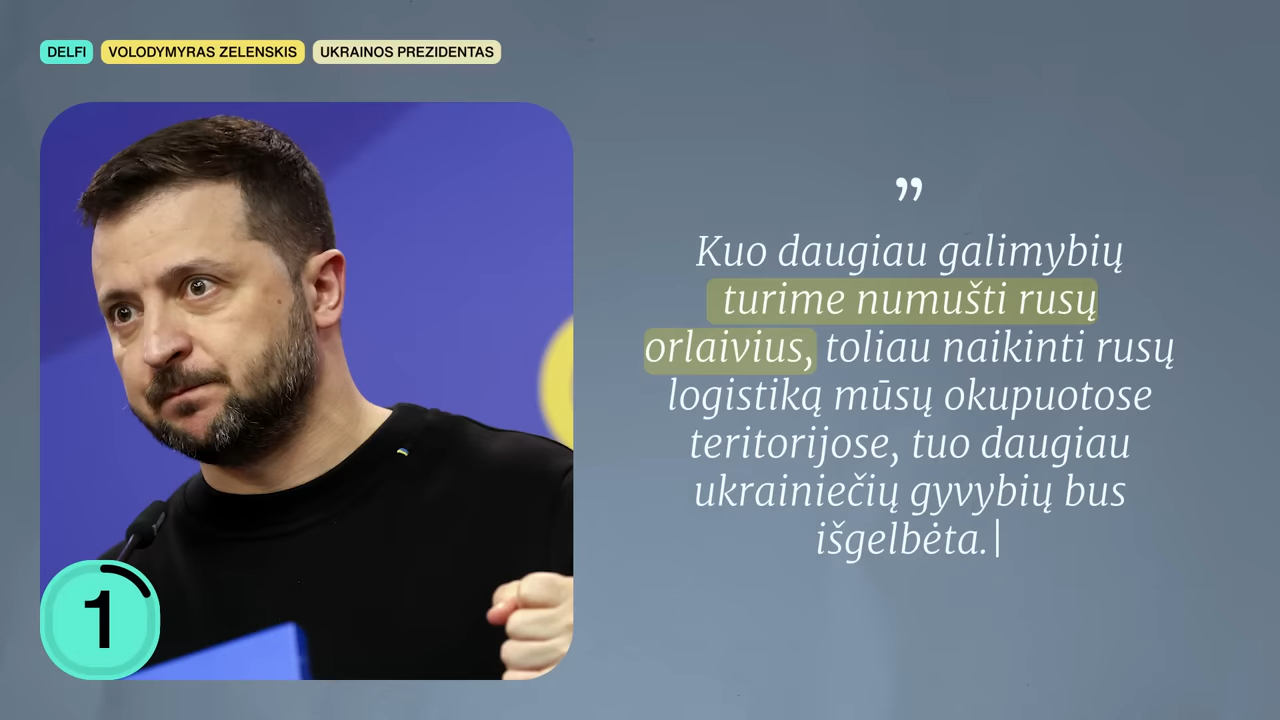 DELFI VOLODYMYRAS ZELENSKIS UKRAINOS PREZIDENTAS
”
Kuo daugiau galimybių
turime numušti rusų
orlaivius, toliau naikinti rusų
logistiką mūsų okupuotose
teritorijose, tuo daugiau
ukrainiečių gyvybių bus
išgelbėta.
1